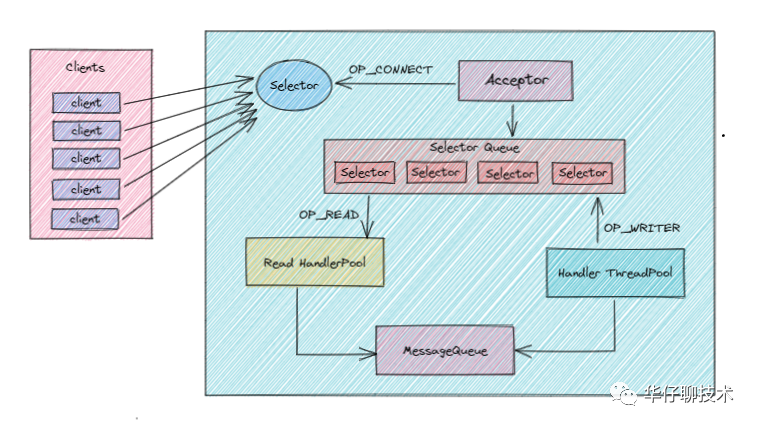 Clients
client
client
client
client
client
Selector
OP_CONNECT
Acceptor
Selector Queue
Selector
Selector
Selector
Selector
OP_READ
OP_WRITER
Read HandlerPool
Handler ThreadPool
MessageQueue
华仔聊技术